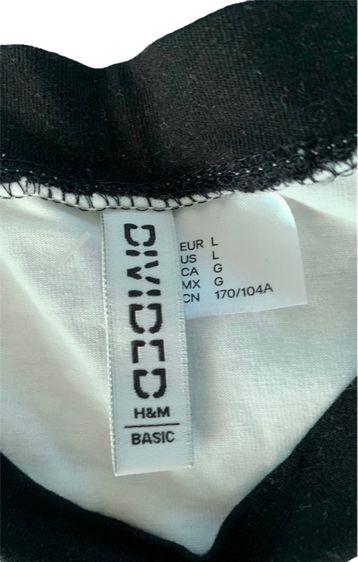 DIVIDED
H&M
BASIC
EUR L
US L
CA G
MX G
CN 170/104A